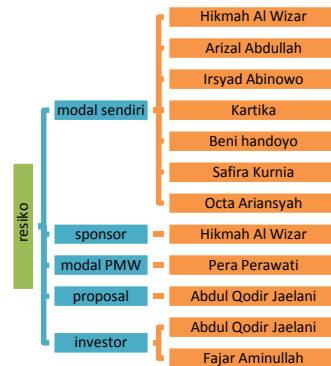 resiko
modal sendiri
Hikmah Al Wizar
Arizal Abdullah
Irsyad Abinowo
Kartika
Beni handoyo
Safira Kurnia
Octa Ariansyah
sponsor
Hikmah Al Wizar
modal PMW
Pera Perawati
proposal
Abdul Qodir Jaelani
investor
Abdul Qodir Jaelani
Fajar Aminullah